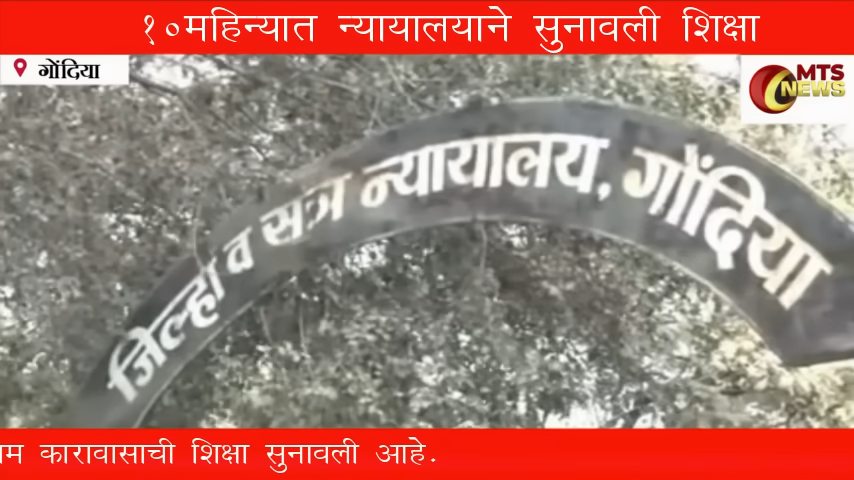 १०महिन्यात न्यायालयाने सुनावली शिक्षा
गोंदिया
MTS
NEWS
जिल्हा व सत्र न्यायालय, गोंदिया
कारावासाची शिक्षा सुनावली आहे.